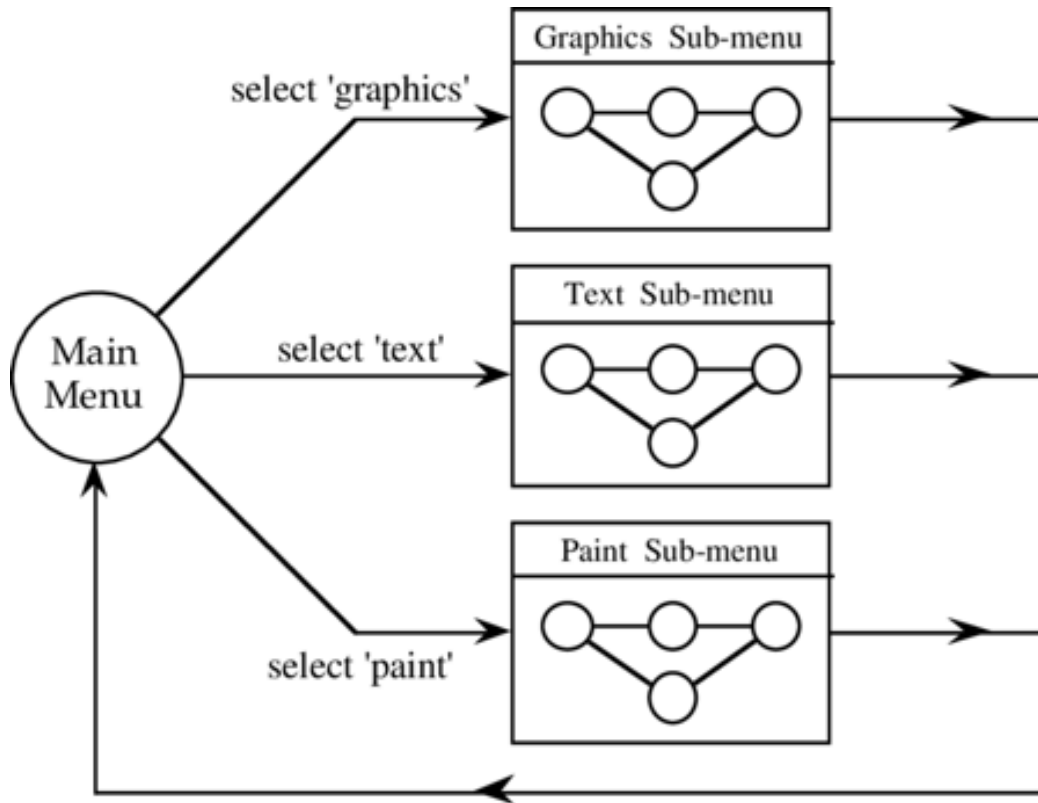 Graphics Sub-menu
select 'graphics'
Text Sub-menu
Main
Menu
select 'text'
Paint Sub-menu
select 'paint'